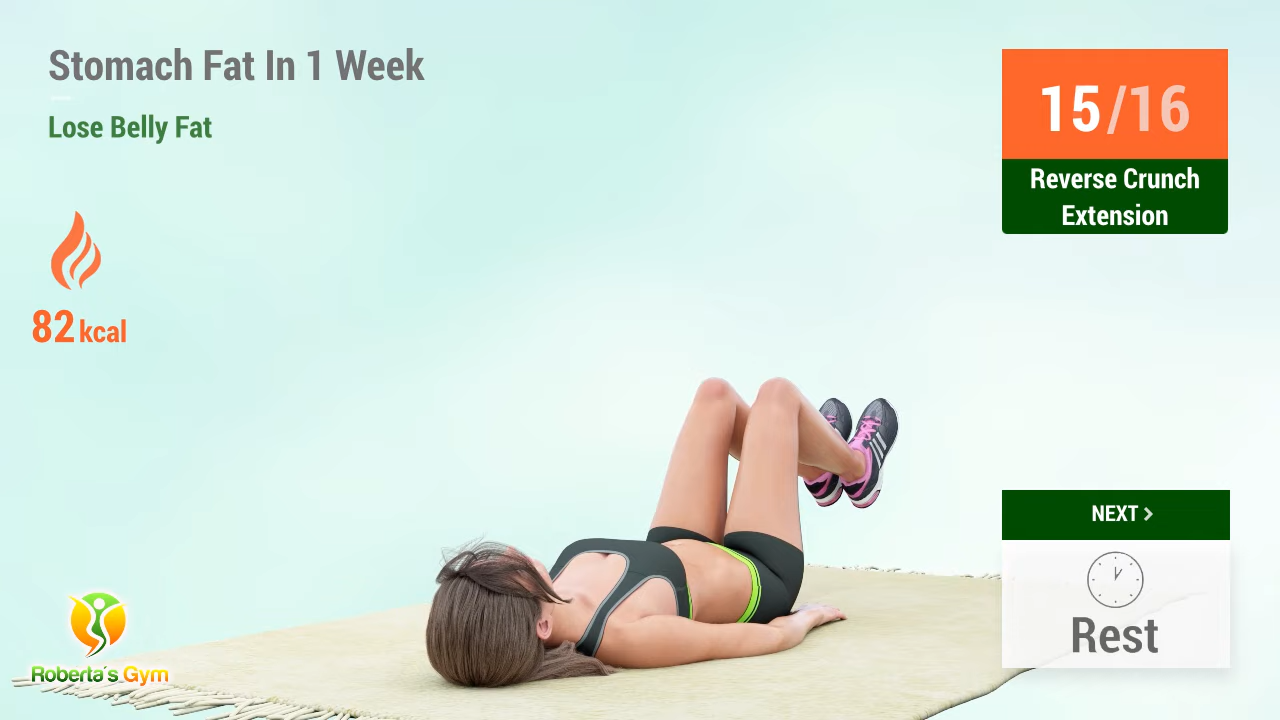 Stomach Fat In 1 Week
Lose Belly Fat
15/16
Reverse Crunch
Extension
82 kcal
NEXT >
Rest
Roberta´s Gym